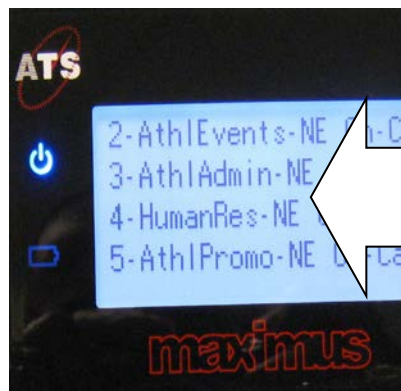 ATS
2-AthlEvents-NE
3-AthlAdmin-NE
4-HumanRes-NE
5-AthlPromo-NE
maximus